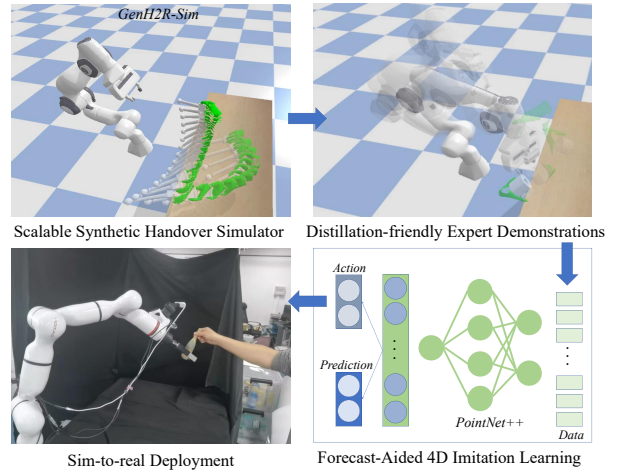 GenH2R-Sim
Scalable Synthetic Handover Simulator
Distillation-friendly Expert Demonstrations
Action
Prediction
PointNet++
Data
Sim-to-real Deployment
Forecast-Aided 4D Imitation Learning